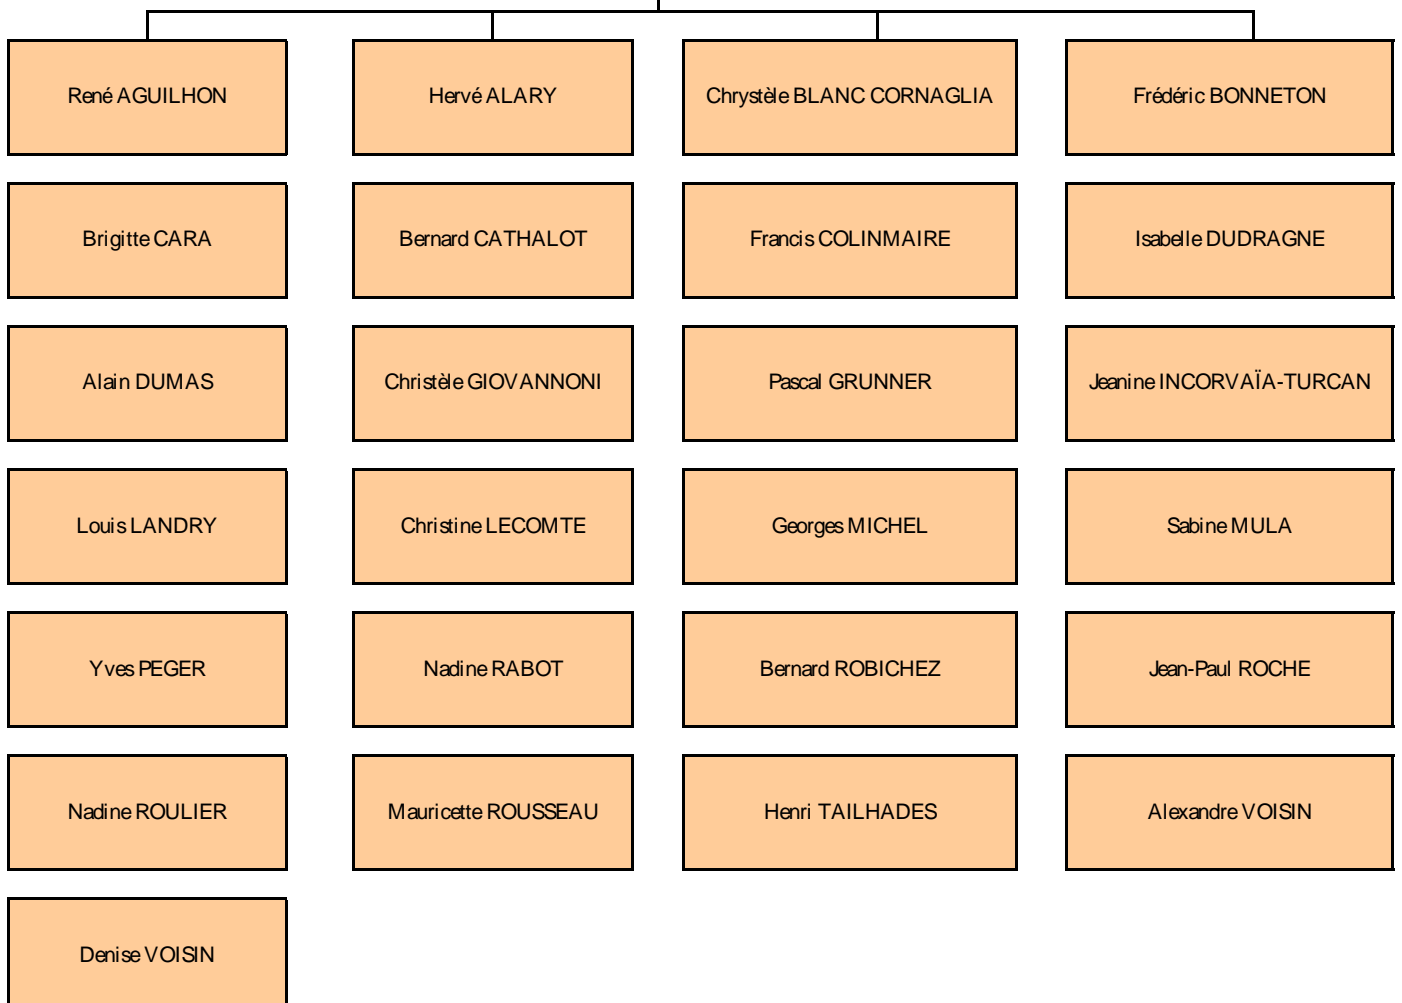 René AGUILHON
Hervé ALARY
Chrystèle BLANC CORNAGLIA
Frédéric BONNETON
Brigitte CARA
Bernard CATHALOT
Francis COLINMAIRE
Isabelle DUDRAGNE
Alain DUMAS
Christèle GIOVANNONI
Pascal GRUNNER
Jeanine INCORVAÏA-TURCAN
Louis LANDRY
Christine LECOMTE
Georges MICHEL
Sabine MULA
Yves PEGER
Nadine RABOT
Bernard ROBICHEZ
Jean-Paul ROCHE
Nadine ROULIER
Mauricette ROUSSEAU
Henri TAILHADES
Alexandre VOISIN
Denise VOISIN